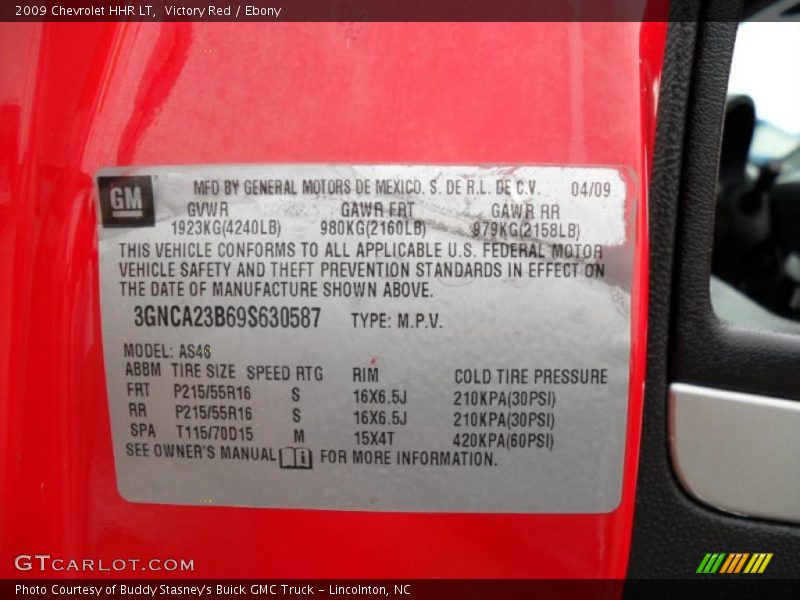 2009 Chevrolet HHR LT, Victory Red / Ebony
GM MFD BY GENERAL MOTORS DE MEXICO. S. DE R.L. DE C.V. 04/09
GVWR GAWR FRT GAWR RR
1923KG(4240LB) 980KG(2160LB) 979KG(2158LB)
THIS VEHICLE CONFORMS TO ALL APPLICABLE U.S. FEDERAL MOTOR
VEHICLE SAFETY AND THEFT PREVENTION STANDARDS IN EFFECT ON
THE DATE OF MANUFACTURE SHOWN ABOVE.
3GNCA23B69S630587 TYPE: M.P.V.
MODEL: AS46
ABBM TIRE SIZE SPEED RTG RIM COLD TIRE PRESSURE
FRT P215/55R16 S 16X6.5J 210KPA(30PSI)
RR P215/55R16 S 16X6.5J 210KPA(30PSI)
SPA T115/70D15 M 15X4T 420KPA(60PSI)
SEE OWNER'S MANUAL i FOR MORE INFORMATION.
GTCARLOT.COM
Photo Courtesy of Buddy Stasney's Buick GMC Truck - Lincolnton, NC